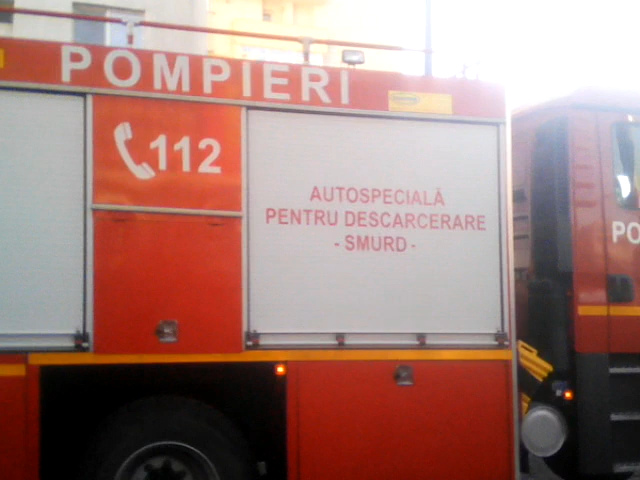 POMPIERI
112
AUTOSPECIALĂ
PENTRU DESCARCERARE
- SMURD -
PO